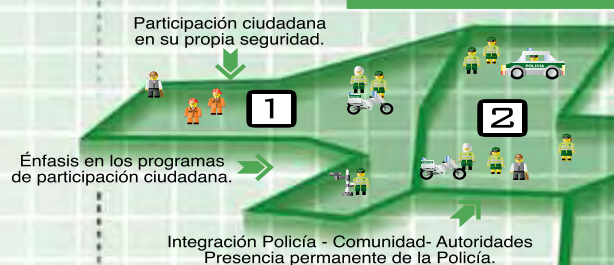 Participación ciudadana
en su propia seguridad.
1
POLICIA
2
Énfasis en los programas
de participación ciudadana.
Integración Policía - Comunidad- Autoridades
Presencia permanente de la Policía.